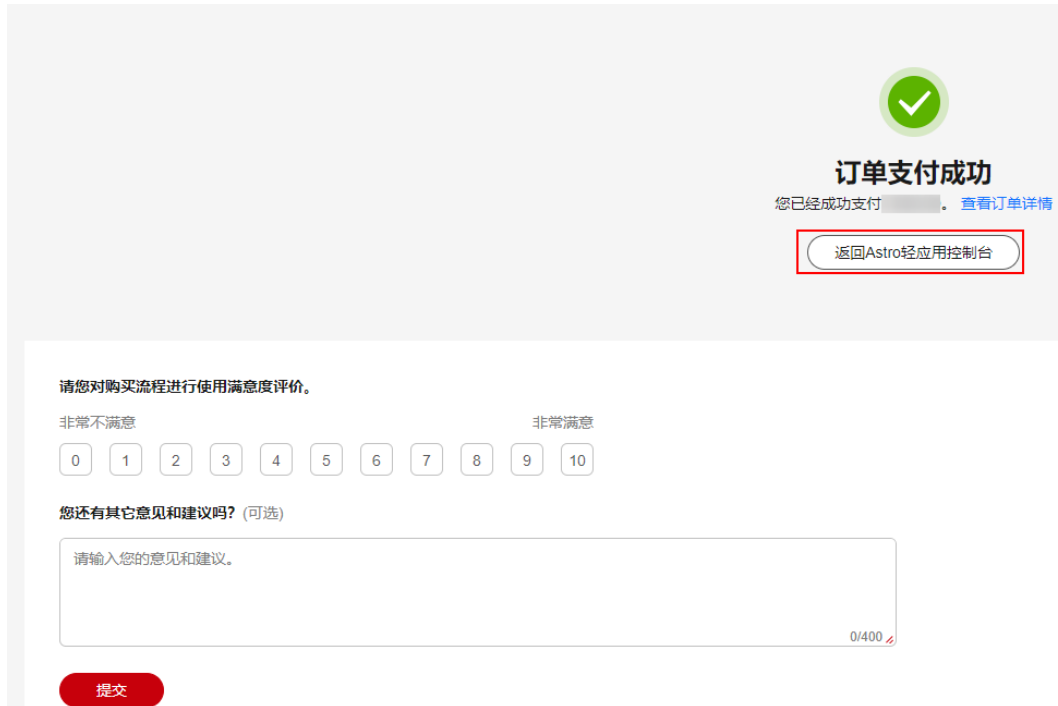 订单支付成功
您已经成功支付 。 查看订单详情
返回Astro轻应用控制台
请您对购买流程进行使用满意度评价。
非常不满意 非常满意
0 1 2 3 4 5 6 7 8 9 10
您还有其它意见和建议吗？(可选)
请输入您的意见和建议。
0/400
提交